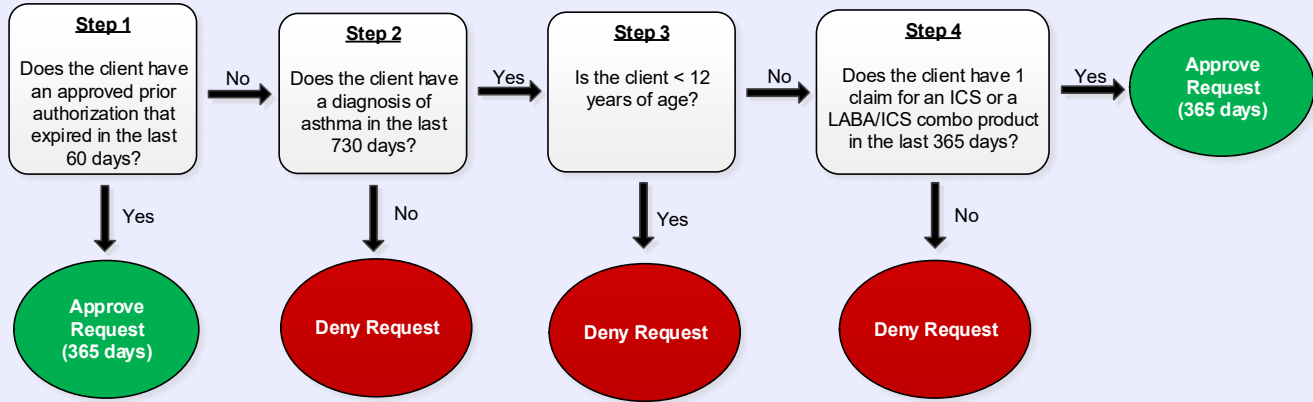 Step 1
Does the client have
an approved prior
authorization that
expired in the last
60 days?
No
Step 2
Does the client have
a diagnosis of
asthma in the last
730 days?
Yes
Step 3
Is the client < 12
years of age?
No
Step 4
Does the client have 1
claim for an ICS or a
LABA/ICS combo product
in the last 365 days?
Yes
Approve
Request
(365 days)
Yes
No
Yes
No
Approve
Request
(365 days)
Deny Request
Deny Request
Deny Request